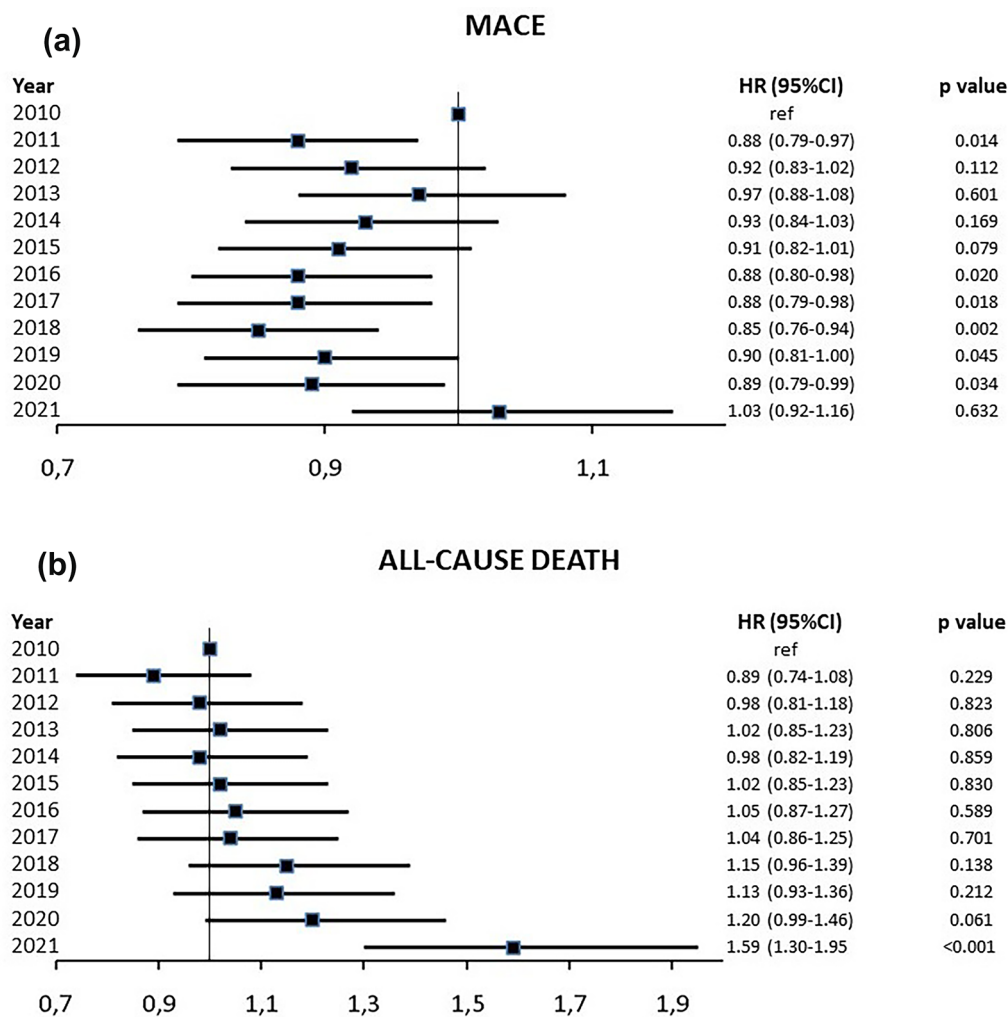 (a)
MACE
Year HR (95%CI) p value
2010 ref
2011 0.88 (0.79-0.97) 0.014
2012 0.92 (0.83-1.02) 0.112
2013 0.97 (0.88-1.08) 0.601
2014 0.93 (0.84-1.03) 0.169
2015 0.91 (0.82-1.01) 0.079
2016 0.88 (0.80-0.98) 0.020
2017 0.88 (0.79-0.98) 0.018
2018 0.85 (0.76-0.94) 0.002
2019 0.90 (0.81-1.00) 0.045
2020 0.89 (0.79-0.99) 0.034
2021 1.03 (0.92-1.16) 0.632
0,7 0,9 1,1
(b)
ALL-CAUSE DEATH
Year HR (95%CI) p value
2010 ref
2011 0.89 (0.74-1.08) 0.229
2012 0.98 (0.81-1.18) 0.823
2013 1.02 (0.85-1.23) 0.806
2014 0.98 (0.82-1.19) 0.859
2015 1.02 (0.85-1.23) 0.830
2016 1.05 (0.87-1.27) 0.589
2017 1.04 (0.86-1.25) 0.701
2018 1.15 (0.96-1.39) 0.138
2019 1.13 (0.93-1.36) 0.212
2020 1.20 (0.99-1.46) 0.061
2021 1.59 (1.30-1.95 <0.001
0,7 0,9 1,1 1,3 1,5 1,7 1,9